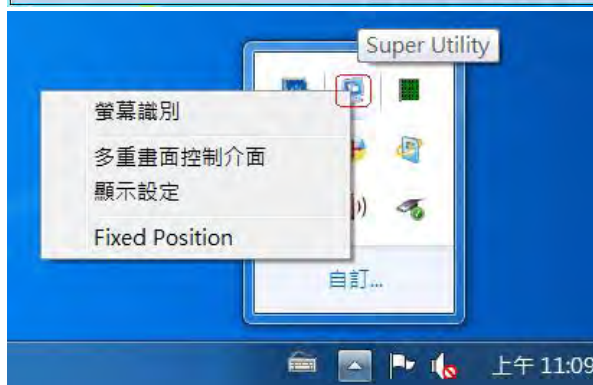 Super Utility
螢幕識別
多重畫面控制介面
顯示設定
Fixed Position
自訂...
上午 11:09